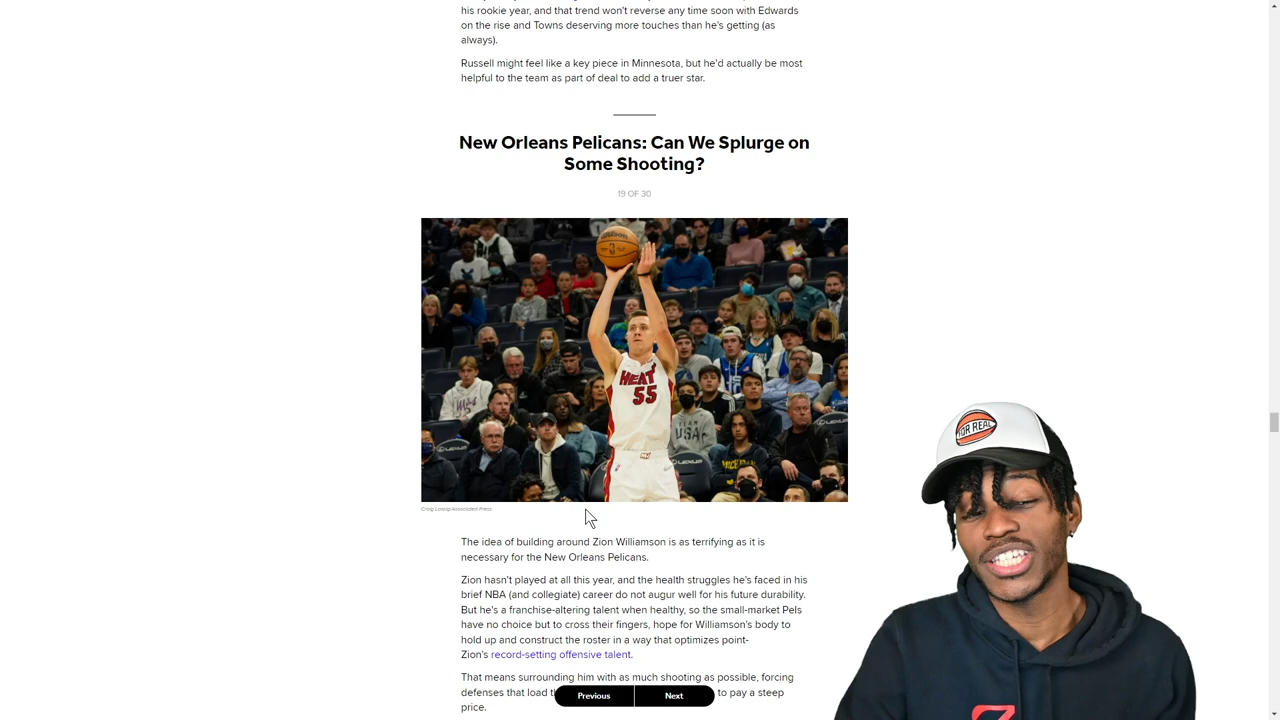 his rookie year, and that trend won't reverse any time soon with Edwards
on the rise and Towns deserving more touches than he's getting (as
always).
Russell might feel like a key piece in Minnesota, but he'd actually be most
helpful to the team as part of deal to add a truer star.
New Orleans Pelicans: Can We Splurge on
Some Shooting?
19 OF 30
WILSON
HEAT
55
TEAM
USA
LEXUS
LEXUS
Craig Lassig/Associated Press
The idea of building around Zion Williamson is as terrifying as it is
necessary for the New Orleans Pelicans.
Zion hasn't played at all this year, and the health struggles he's faced in his
brief NBA (and collegiate) career do not augur well for his future durability.
But he's a franchise-altering talent when healthy, so the small-market Pels
have no choice but to cross their fingers, hope for Williamson's body to
hold up and construct the roster in a way that optimizes point-
Zion's record-setting offensive talent.
That means surrounding him with as much shooting as possible, forcing
defenses that load
to pay a steep
price.
Previous
Next
FOR REAL